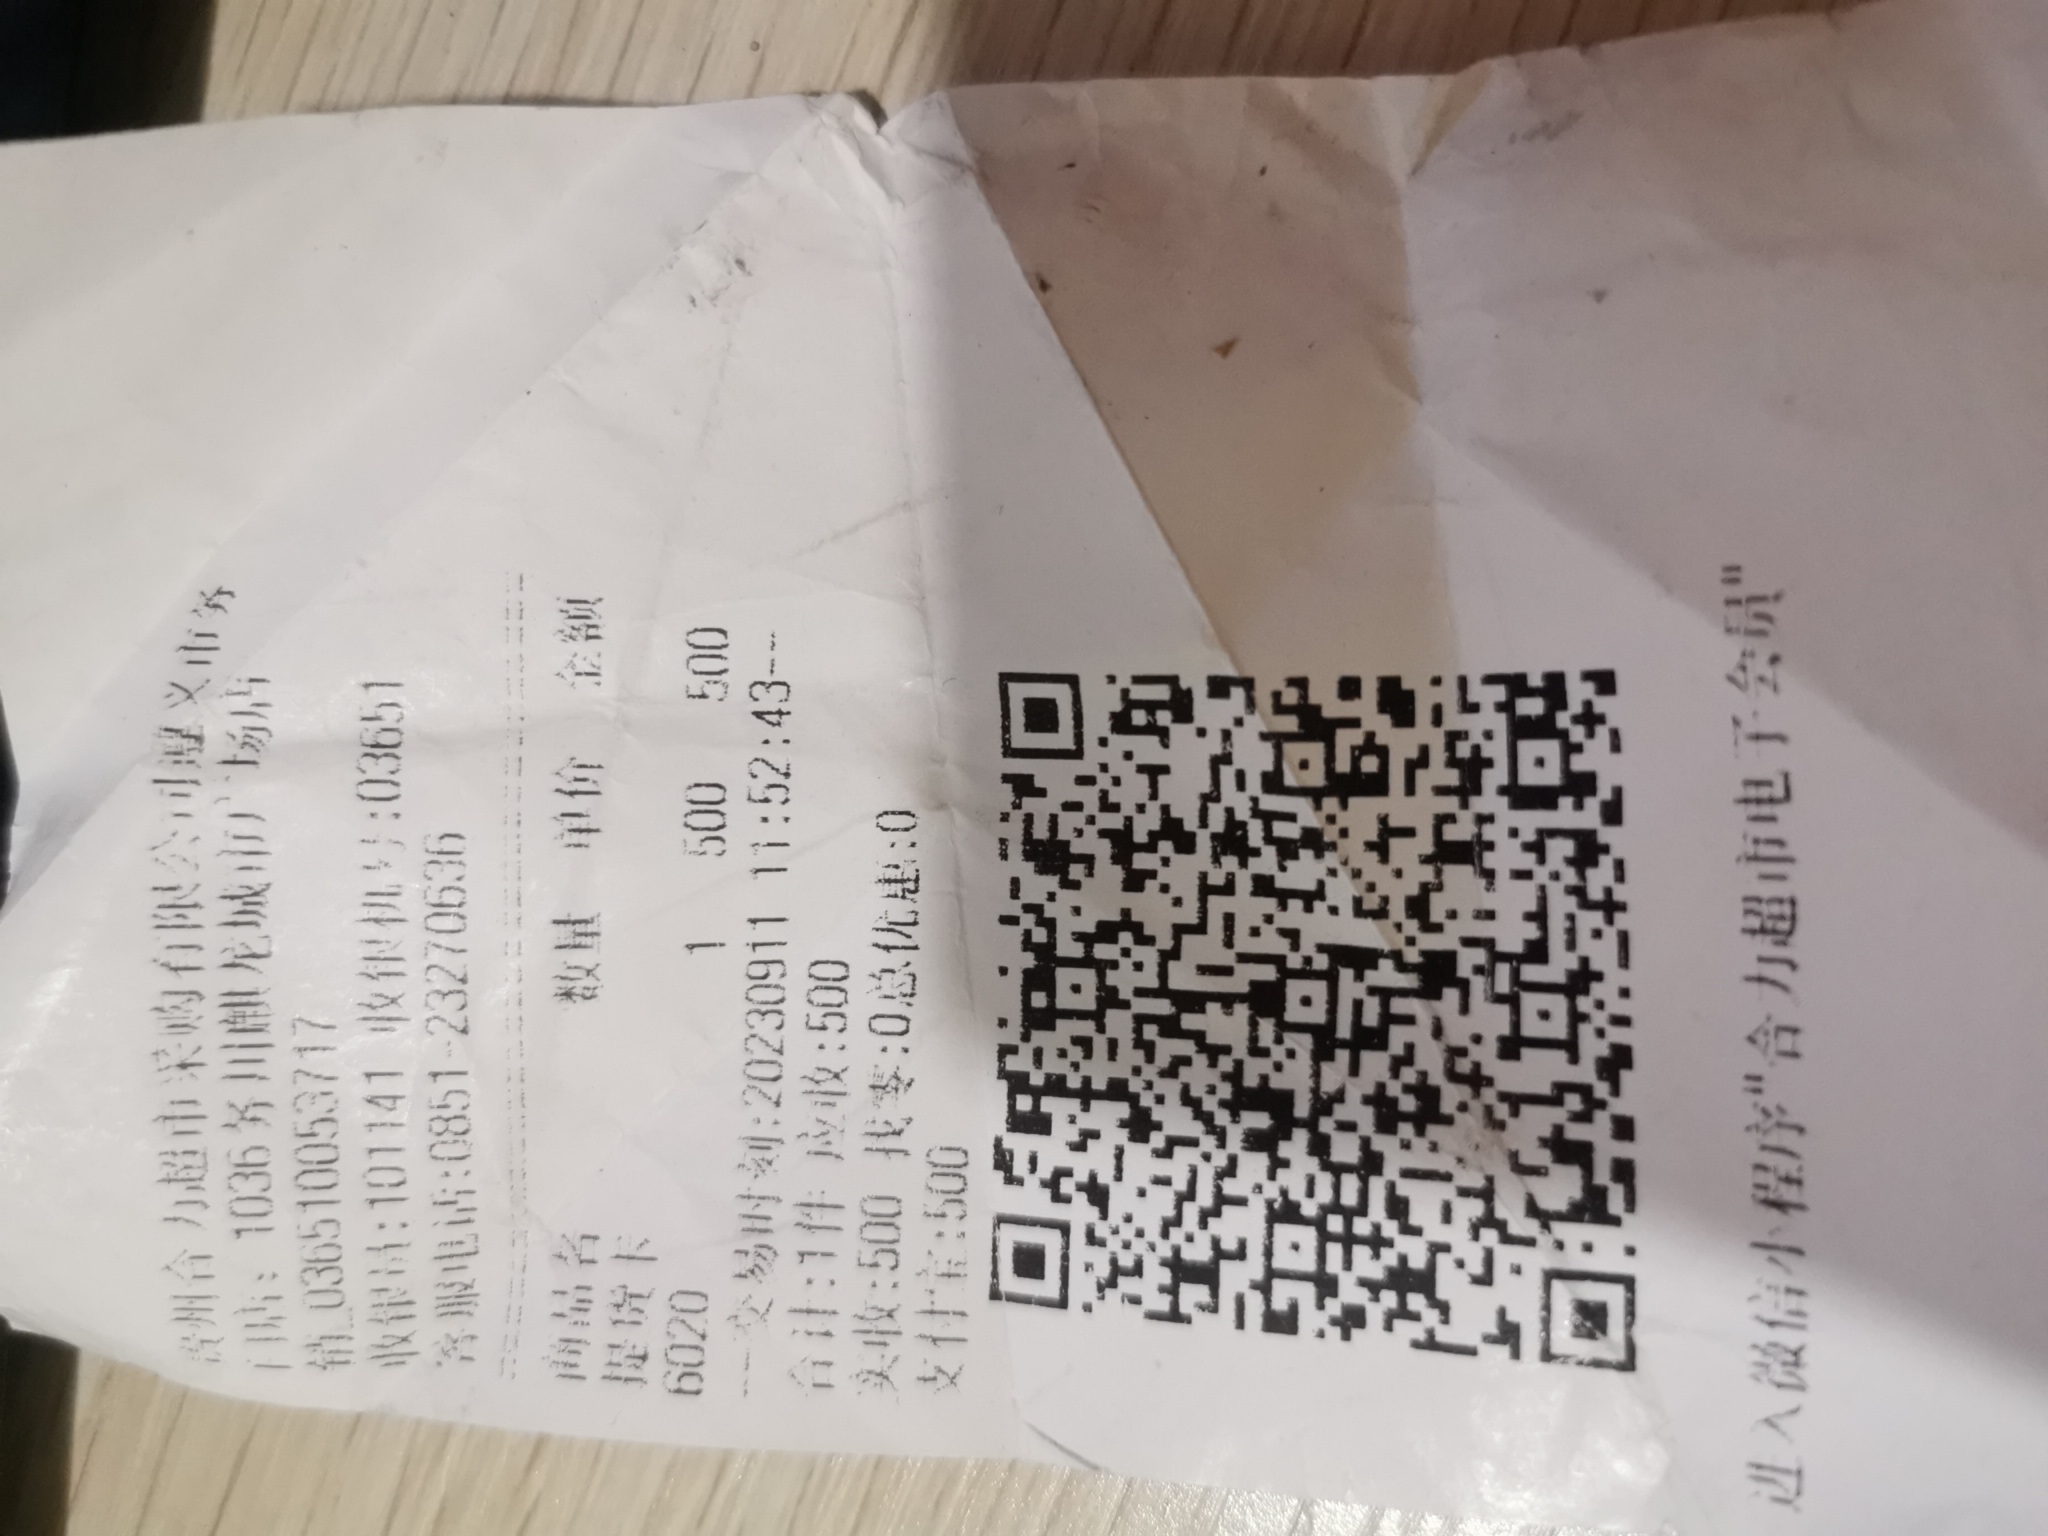 贵州合力超市采购有限公司遵义市务
门店: 1036务川麒龙城市广场店
销_03651005371 7
收银员:101141 收银机号:03651
客服电话:0851-23270636
商品名 数量 单价 金额
提货卡
6020 1 500 500
---交易时刻:20230911 11:52:43---
合计:1件 应收:500
实收:500 找零:0总优惠:0
支付宝:500
进入微信小程序"合力超市电子会员"